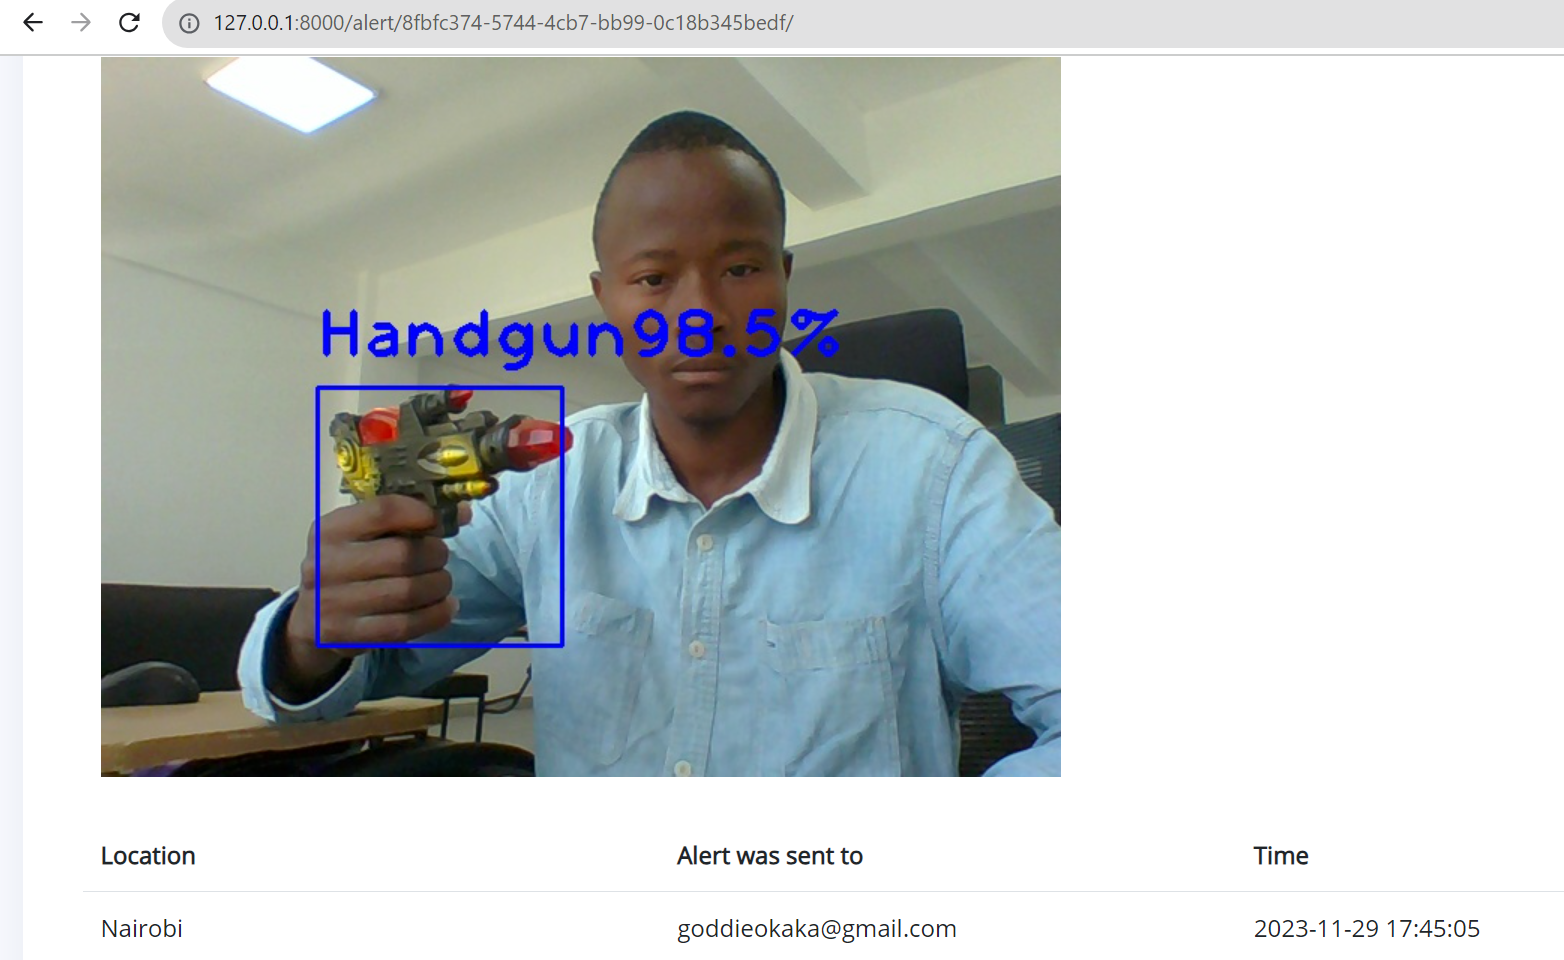 127.0.0.1:8000/alert/8fbfc374-5744-4cb7-bb99-0c18b345bedf/
Handgun98.5%
Location Alert was sent to Time
Nairobi goddieokaka@gmail.com 2023-11-29 17:45:05